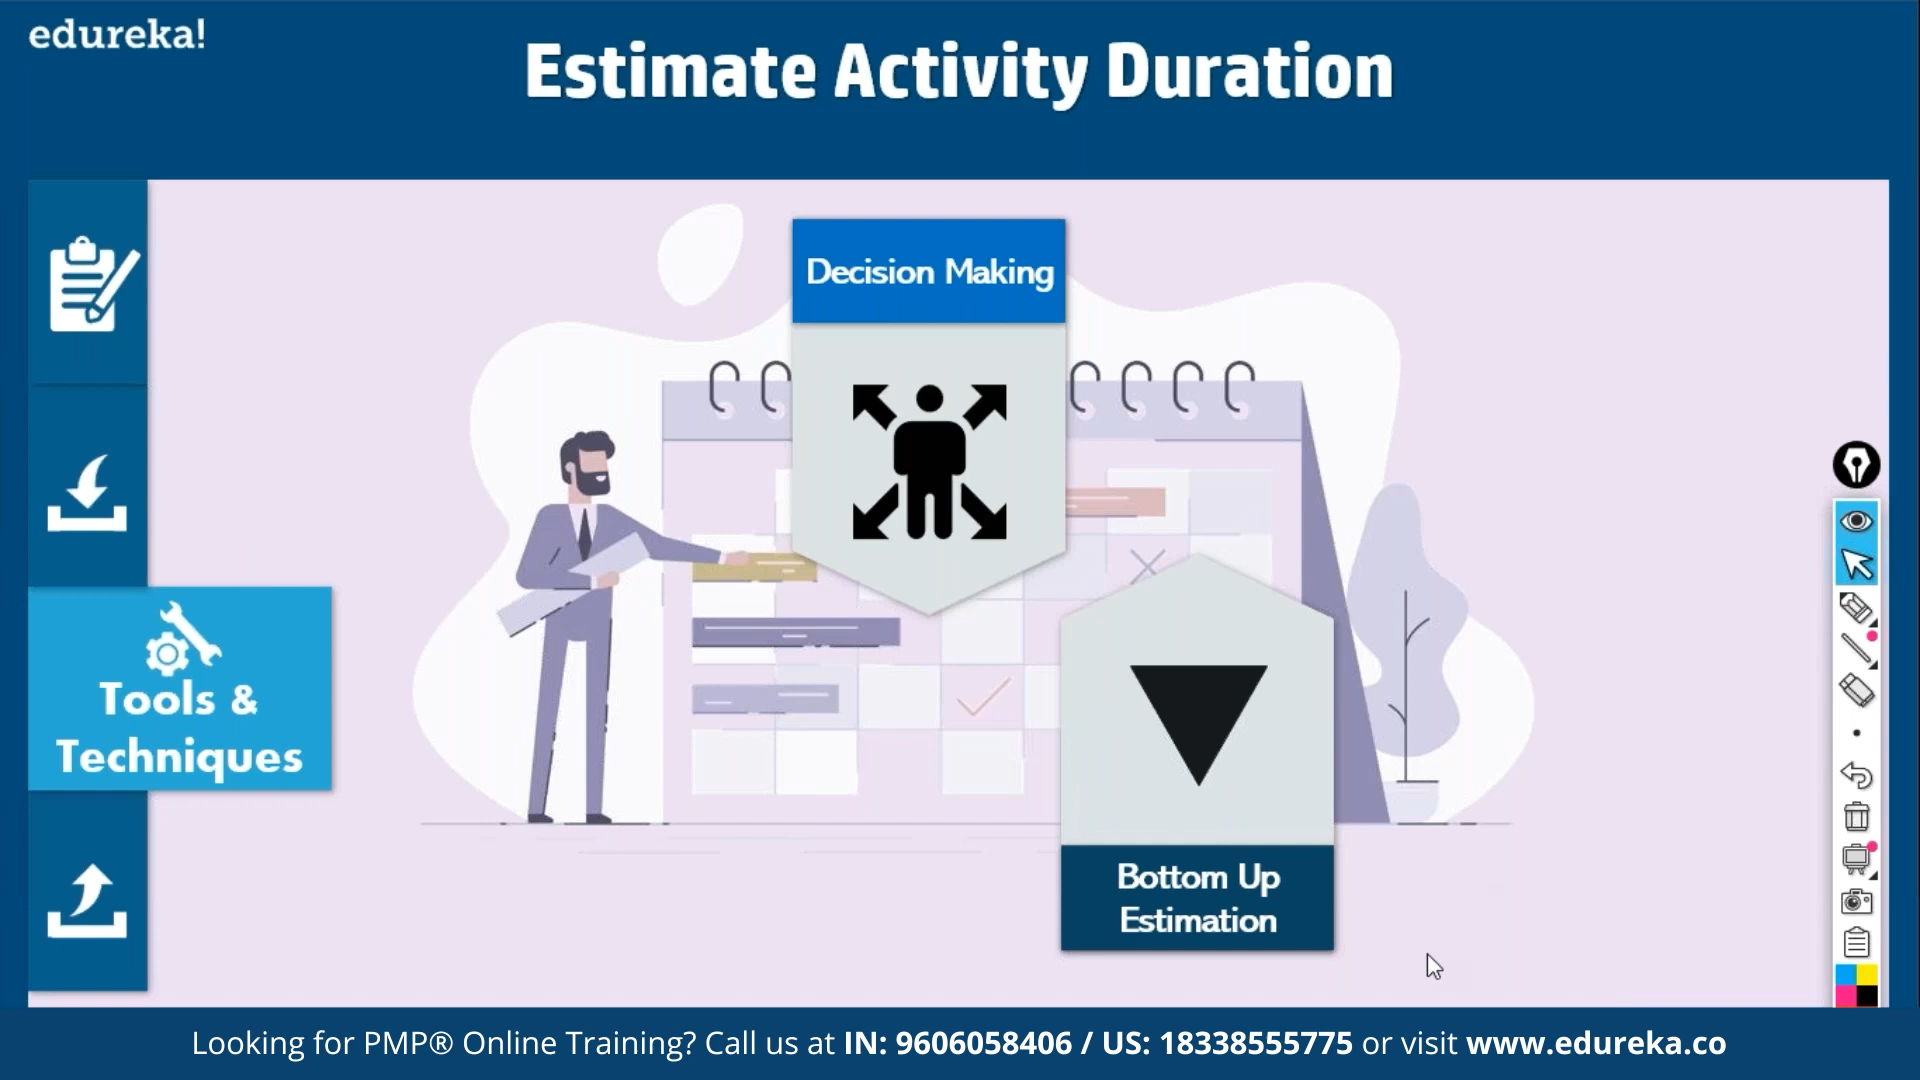 edureka!
Estimate Activity Duration
Decision Making
Tools &
Techniques
Bottom Up
Estimation
Looking for PMP® Online Training? Call us at IN: 9606058406 / US: 18338555775 or visit www.edureka.co